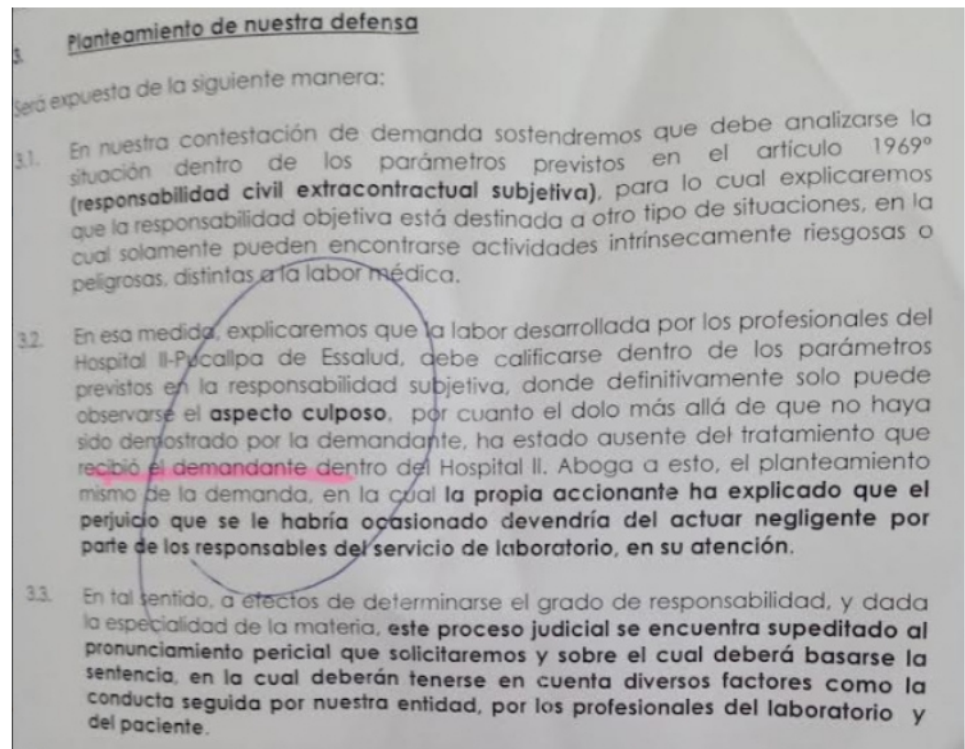 3. Planteamiento de nuestra defensa
Será expuesta de la siguiente manera:
3.1. En nuestra contestación de demanda sostendremos que debe analizarse la
situación dentro de los parámetros previstos en el artículo 1969º
(responsabilidad civil extracontractual subjetiva), para lo cual explicaremos
que la responsabilidad objetiva está destinada a otro tipo de situaciones, en la
cual solamente pueden encontrarse actividades intrínsecamente riesgosas o
peligrosas, distintas a la labor médica.
3.2. En esa medida, explicaremos que la labor desarrollada por los profesionales del
Hospital II-Pucallpa de Essalud, debe calificarse dentro de los parámetros
previstos en la responsabilidad subjetiva, donde definitivamente solo puede
observarse el aspecto culposo, por cuanto el dolo más allá de que no haya
sido demostrado por la demandante, ha estado ausente del tratamiento que
recibió el demandante dentro del Hospital II. Aboga a esto, el planteamiento
mismo de la demanda, en la cual la propia accionante ha explicado que el
perjuicio que se le habría ocasionado devendría del actuar negligente por
parte de los responsables del servicio de laboratorio, en su atención.
3.3. En tal sentido, a efectos de determinarse el grado de responsabilidad, y dada
la especialidad de la materia, este proceso judicial se encuentra supeditado al
pronunciamiento pericial que solicitaremos y sobre el cual deberá basarse la
sentencia, en la cual deberán tenerse en cuenta diversos factores como la
conducta seguida por nuestra entidad, por los profesionales del laboratorio y
del paciente.